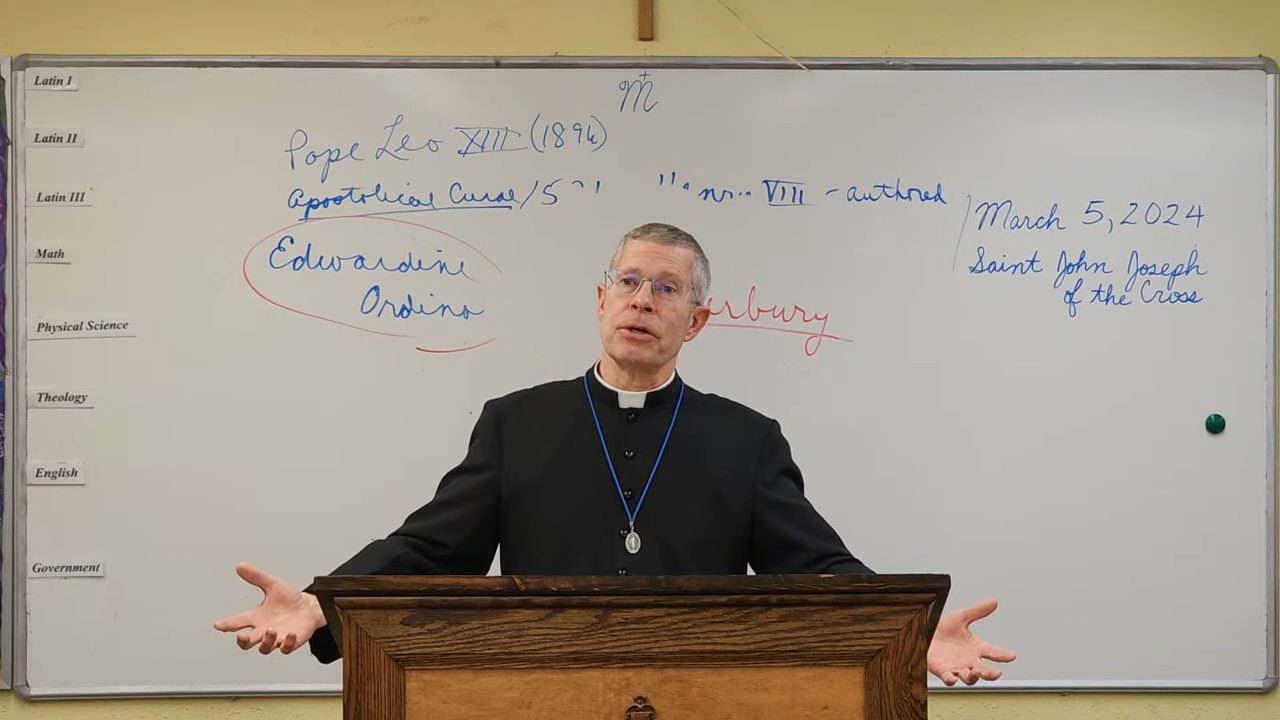 Latin I
Latin II
Latin III
Math
Physical Science
Theology
English
Government
M
Pope Leo XIII (1894)
Apostolical Curae
VIII - authored
Edwardine
Ordinal
rbury
March 5, 2024
Saint John Joseph
of the Cross